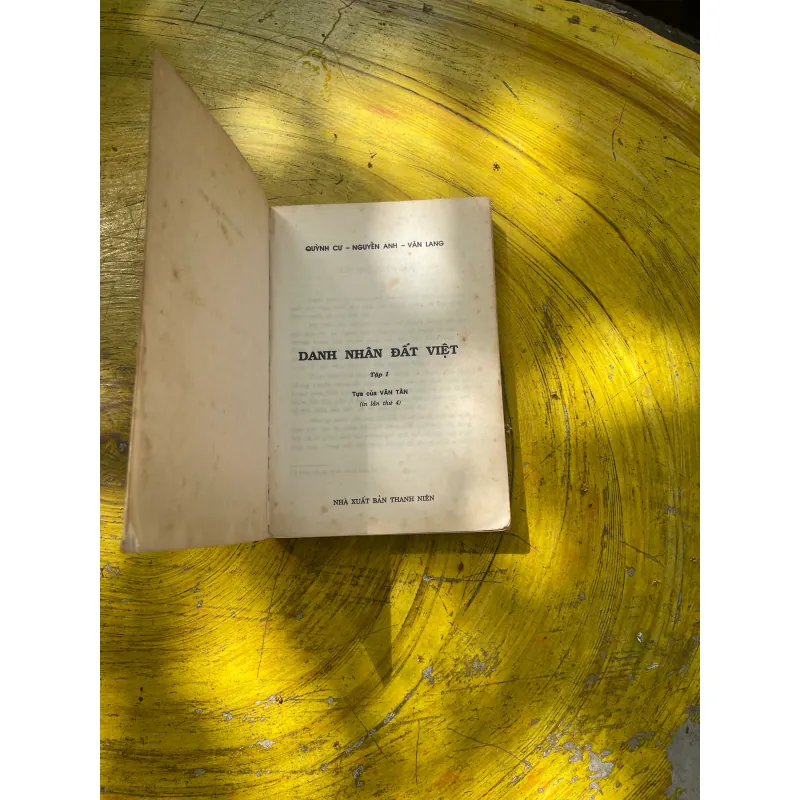 QUỲNH CƯ – NGUYỄN ANH – VĂN LANG
DANH NHÂN ĐẤT VIỆT
Tập 1
Tựa của VĂN TÂN
(in lần thứ 4)
NHÀ XUẤT BẢN THANH NIÊN